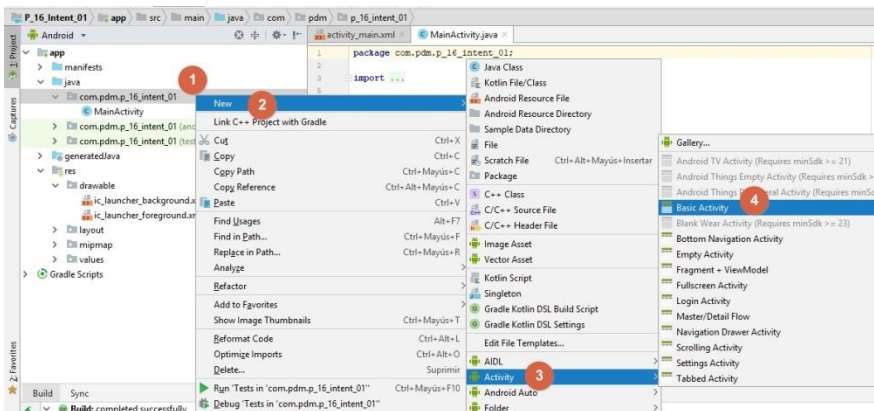 P_16_Intent_01 app src main java com pdm p_16_intent_01
Android
activity_main.xml
MainActivity.java
1: Project
Captures
2: Favorites
app
manifests
java
com.pdm.p_16_intent_01
MainActivity
com.pdm.p_16_intent_01 (and
com.pdm.p_16_intent_01 (test
generatedJava
res
drawable
ic_launcher_background.x
ic_launcher_foreground.xm
layout
mipmap
values
Gradle Scripts
Build Sync
Build: completed successfully
1
package com.pdm.p_16_intent_01;
2
3
import ...
1
2
3
4
New
Link C++ Project with Gradle
Cut Ctrl+X
Copy Ctrl+C
Copy Path Ctrl+Mayús+C
Copy Reference Ctrl+Alt+Mayús+C
Paste Ctrl+V
Find Usages Alt+F7
Find in Path... Ctrl+Mayús+F
Replace in Path... Ctrl+Mayús+R
Analyze
Refactor
Add to Favorites
Show Image Thumbnails Ctrl+Mayús+T
Reformat Code Ctrl+Alt+L
Optimize Imports Ctrl+Alt+O
Delete... Suprimir
Run 'Tests in 'com.pdm.p_16_intent_01'' Ctrl+Mayús+F10
Debug 'Tests in 'com.pdm.p_16_intent_01''
Java Class
Kotlin File/Class
Android Resource File
Android Resource Directory
Sample Data Directory
File
Scratch File Ctrl+Alt+Mayús+Insertar
Package
C++ Class
C/C++ Source File
C/C++ Header File
Image Asset
Vector Asset
Kotlin Script
Singleton
Gradle Kotlin DSL Build Script
Gradle Kotlin DSL Settings
Edit File Templates...
AIDL
Activity
Android Auto
Folder
Gallery...
Android TV Activity (Requires minSdk >= 21)
Android Things Empty Activity (Requires minSdk >
Android Things Activity (Requires minSd
Basic Activity
Blank Wear Activity (Requires minSdk >= 23)
Bottom Navigation Activity
Empty Activity
Fragment + ViewModel
Fullscreen Activity
Login Activity
Master/Detail Flow
Navigation Drawer Activity
Scrolling Activity
Settings Activity
Tabbed Activity